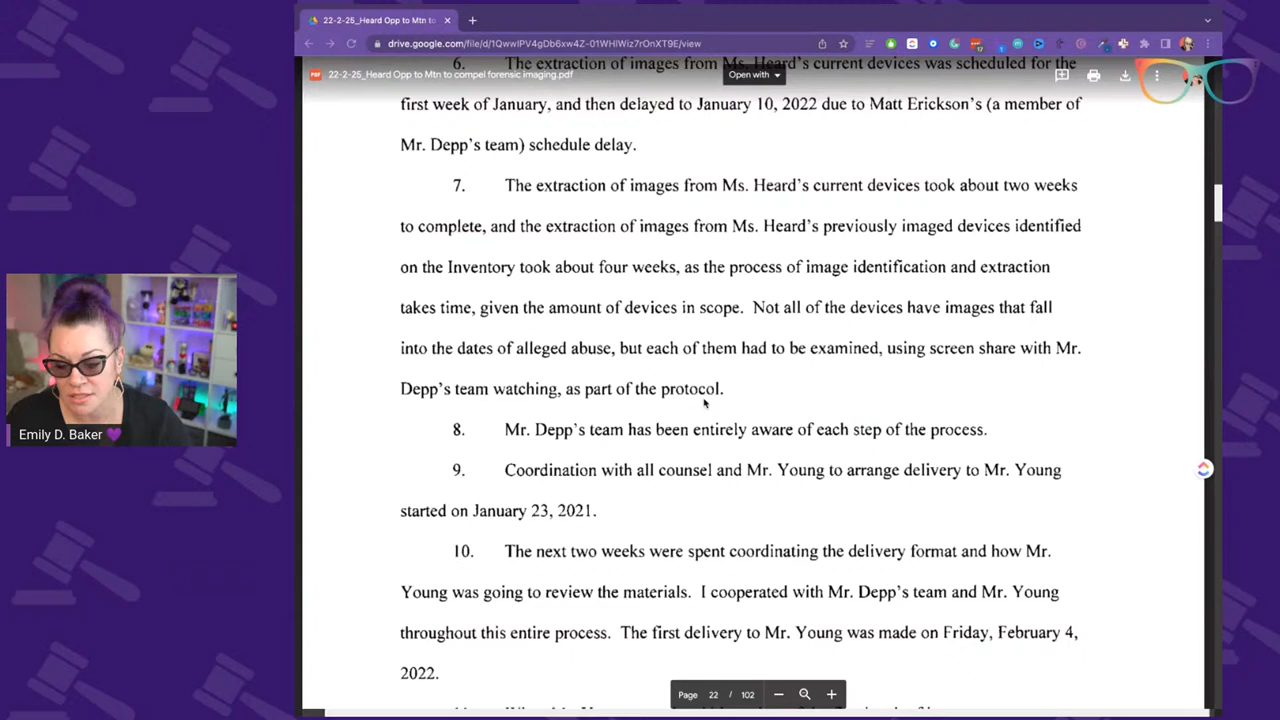 22-2-25_Heard Opp to Mtn to
drive.google.com/file/d/1QwwIPV4gDb6xw4Z-01WHIWiz7rOnXT9E/view
22-2-25_Heard Opp to Mtn to compel forensic imaging.pdf
Open with
6. The extraction of images from Ms. Heard's current devices was scheduled for the
first week of January, and then delayed to January 10, 2022 due to Matt Erickson's (a member of
Mr. Depp's team) schedule delay.
7. The extraction of images from Ms. Heard's current devices took about two weeks
to complete, and the extraction of images from Ms. Heard's previously imaged devices identified
on the Inventory took about four weeks, as the process of image identification and extraction
takes time, given the amount of devices in scope. Not all of the devices have images that fall
into the dates of alleged abuse, but each of them had to be examined, using screen share with Mr.
Depp's team watching, as part of the protocol.
8. Mr. Depp's team has been entirely aware of each step of the process.
9. Coordination with all counsel and Mr. Young to arrange delivery to Mr. Young
started on January 23, 2021.
10. The next two weeks were spent coordinating the delivery format and how Mr.
Young was going to review the materials. I cooperated with Mr. Depp's team and Mr. Young
throughout this entire process. The first delivery to Mr. Young was made on Friday, February 4,
2022.
Page 22 / 102
Emily D. Baker 💜